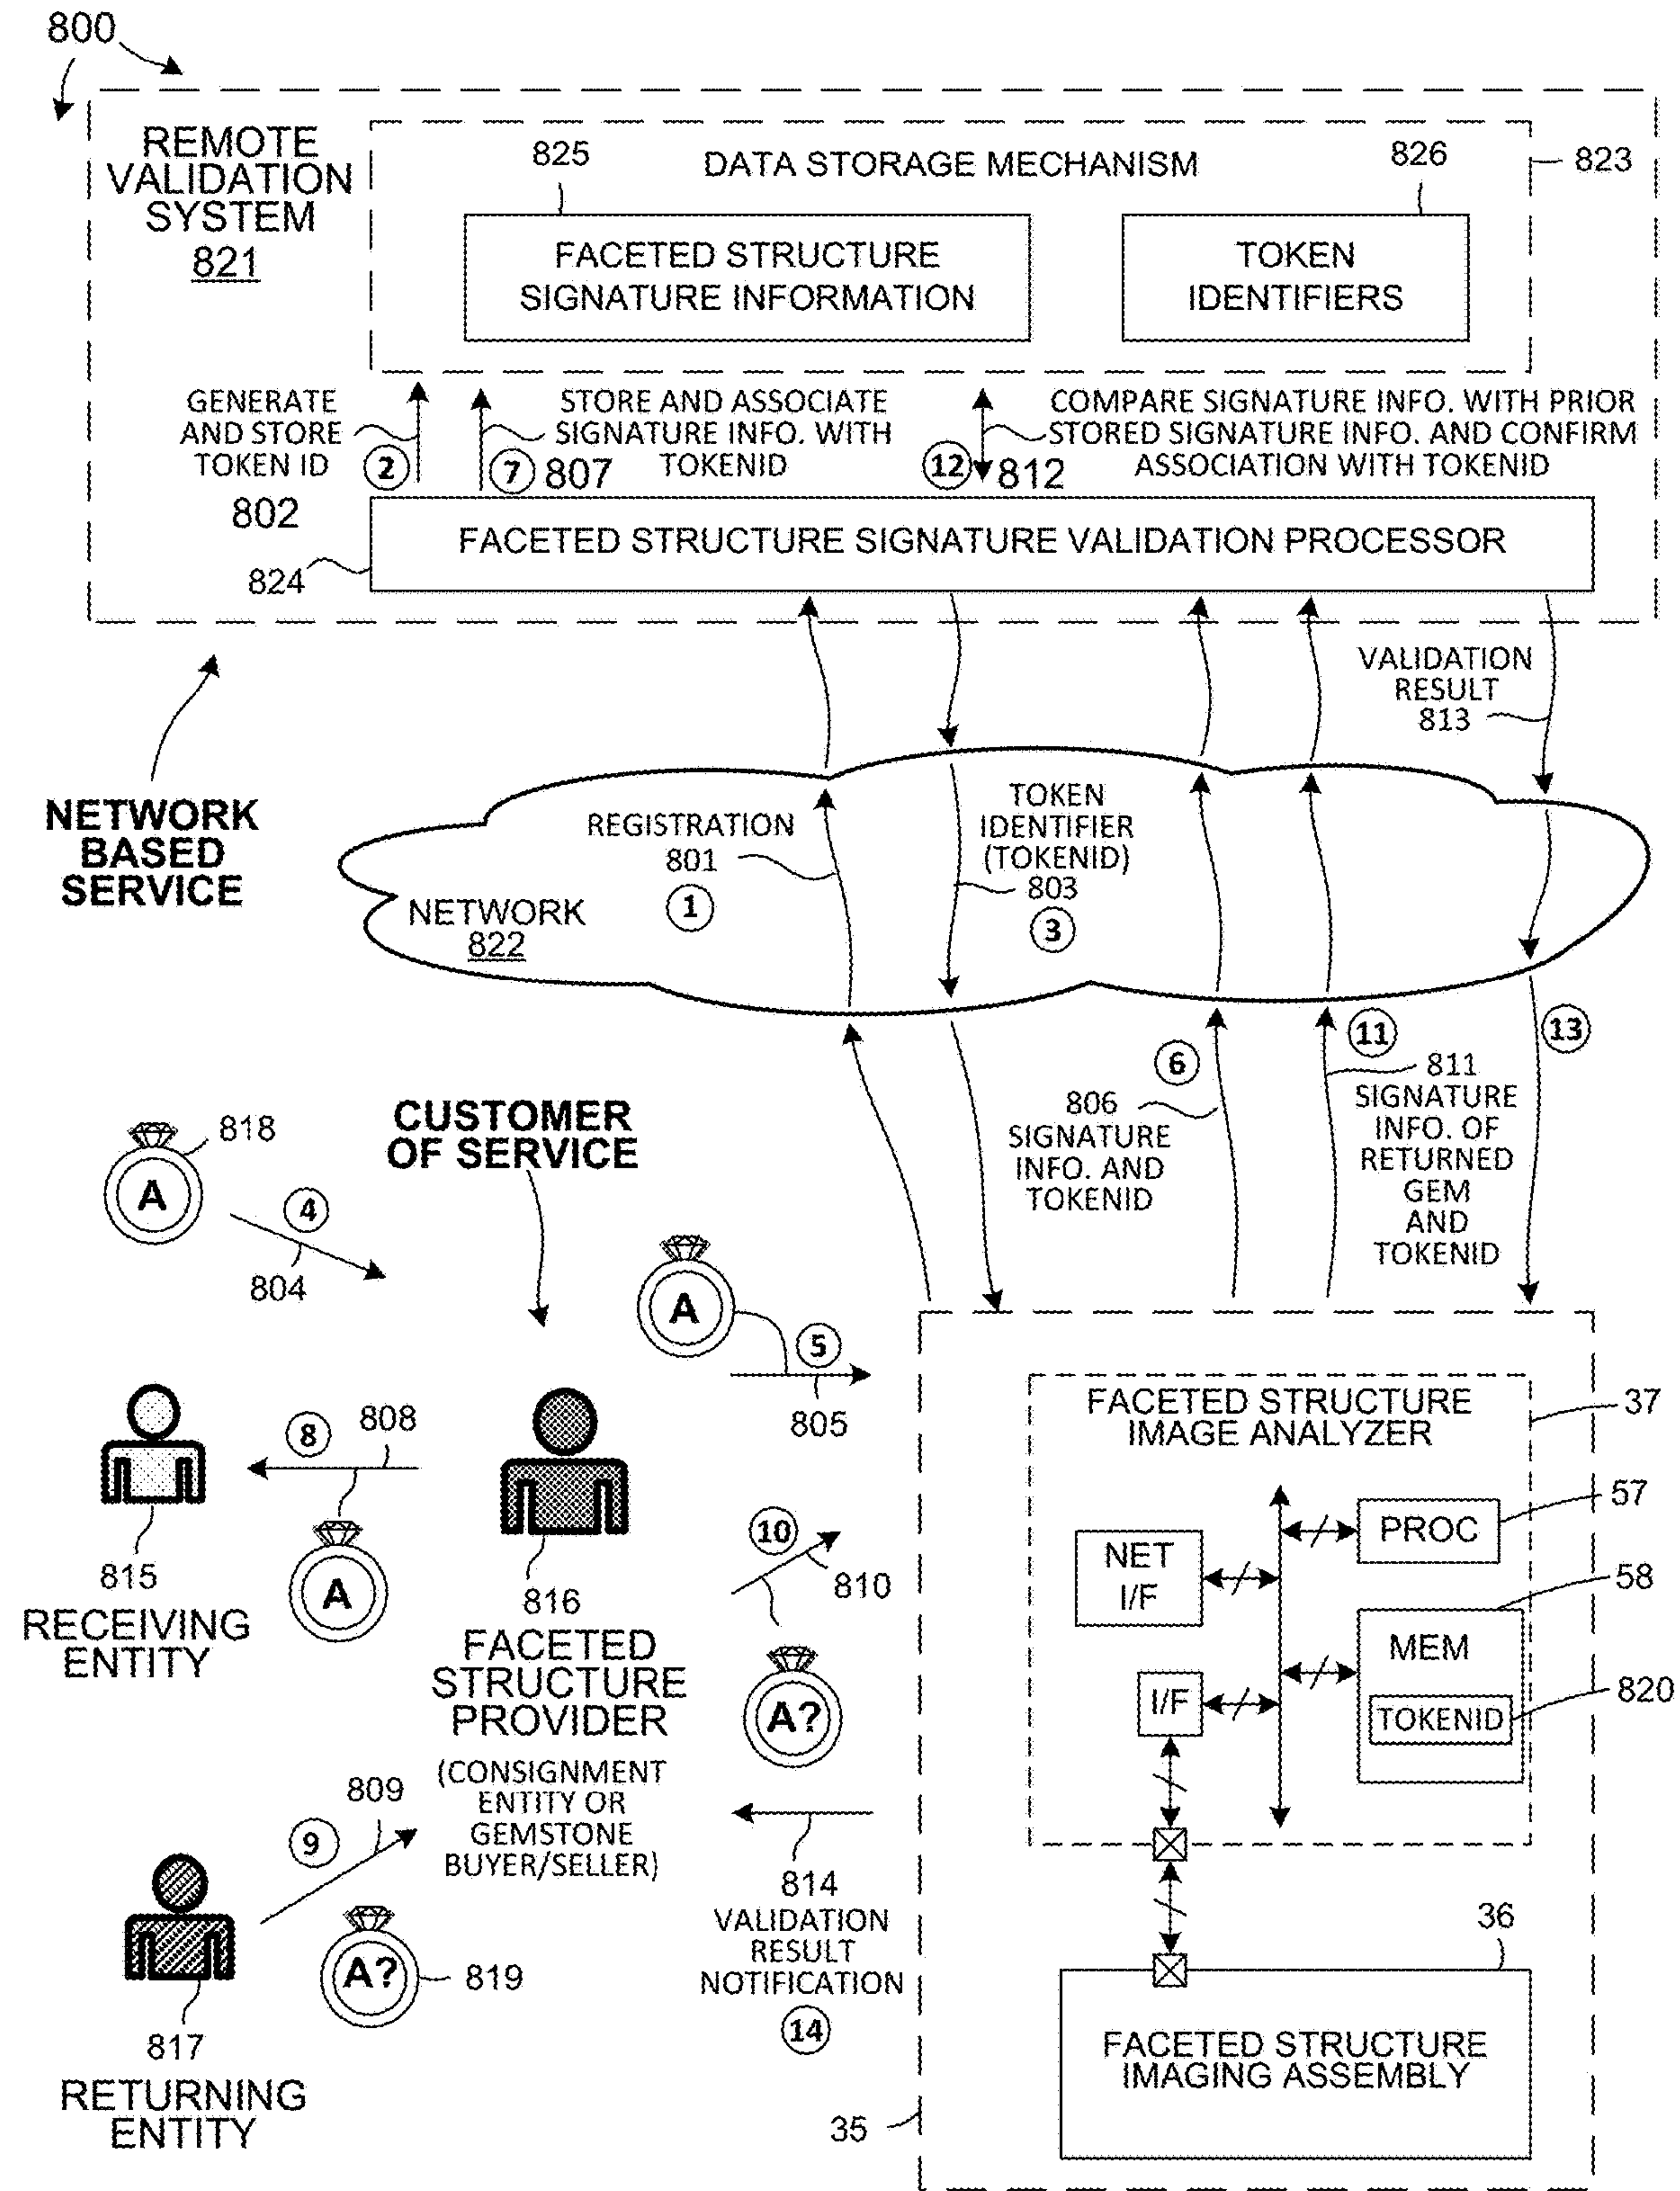 800
REMOTE
VALIDATION
SYSTEM
821
825
DATA STORAGE MECHANISM
826
823
FACETED STRUCTURE
SIGNATURE INFORMATION
TOKEN
IDENTIFIERS
GENERATE
AND STORE
TOKEN ID
2
802
STORE AND ASSOCIATE
SIGNATURE INFO. WITH
TOKENID
7
807
12
812
COMPARE SIGNATURE INFO. WITH PRIOR
STORED SIGNATURE INFO. AND CONFIRM
ASSOCIATION WITH TOKENID
FACETED STRUCTURE SIGNATURE VALIDATION PROCESSOR
824
VALIDATION
RESULT
813
NETWORK
BASED
SERVICE
NETWORK
822
REGISTRATION
801
1
TOKEN
IDENTIFIER
(TOKENID)
803
3
6
806
SIGNATURE
INFO. AND
TOKENID
11
811
SIGNATURE
INFO. OF
RETURNED
GEM
AND
TOKENID
13
CUSTOMER
OF SERVICE
818
A
4
804
A
5
805
8
808
A
815
RECEIVING
ENTITY
816
FACETED
STRUCTURE
PROVIDER
(CONSIGNMENT
ENTITY OR
GEMSTONE
BUYER/SELLER)
10
810
A?
9
809
A?
819
817
RETURNING
ENTITY
814
VALIDATION
RESULT
NOTIFICATION
14
FACETED STRUCTURE
IMAGE ANALYZER
37
PROC
57
NET
I/F
58
MEM
I/F
TOKENID
820
36
FACETED STRUCTURE
IMAGING ASSEMBLY
35